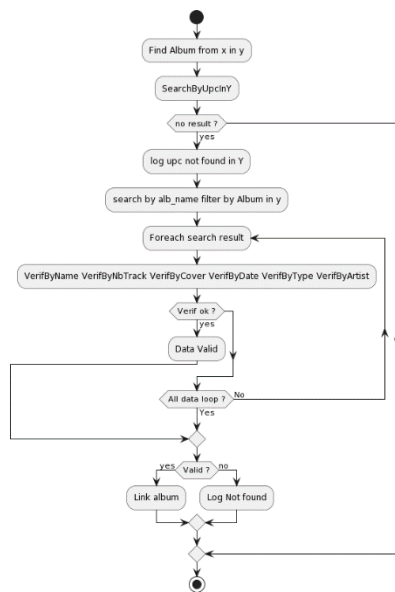 Find Album from x in y
SearchByUpcInY
no result ?
yes
log upc not found in Y
search by alb_name filter by Album in y
Foreach search result
VerifByName VerifByNbTrack VerifByCover VerifByDate VerifByType VerifByArtist
Verif ok ?
yes
Data Valid
All data loop ?
No
Yes
yes
Valid ?
no
Link album
Log Not found